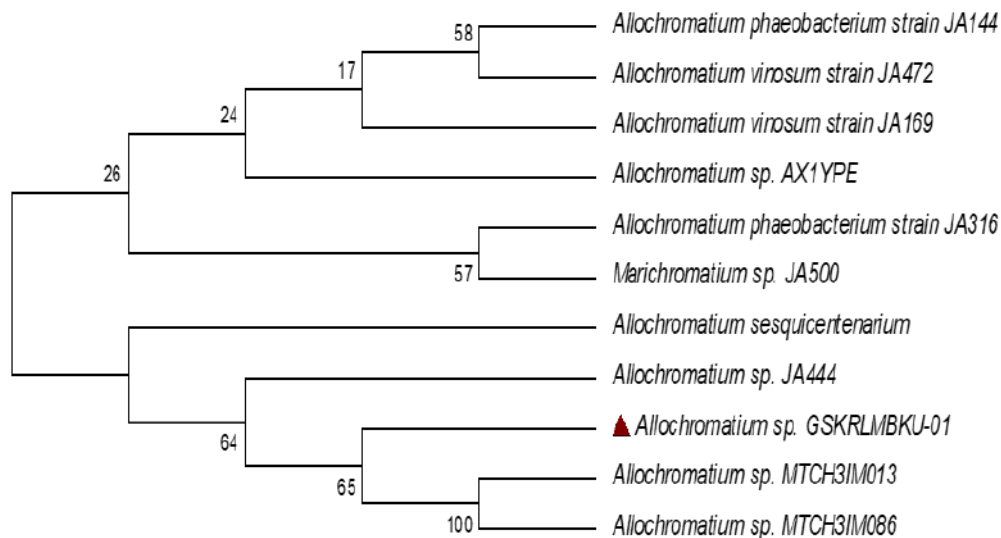 Allochromatium phaeobacterium strain JA144
58
Allochromatium virosum strain JA472
17
24
Allochromatium virosum strain JA169
26
Allochromatium sp. AX1YPE
Allochromatium phaeobacterium strain JA316
57
Marichromatium sp. JA500
Allochromatium sesquicentenarium
Allochromatium sp. JA444
64
Allochromatium sp. GSKRLMBKU-01
65
Allochromatium sp. MTCH3IM013
100
Allochromatium sp. MTCH3IM086